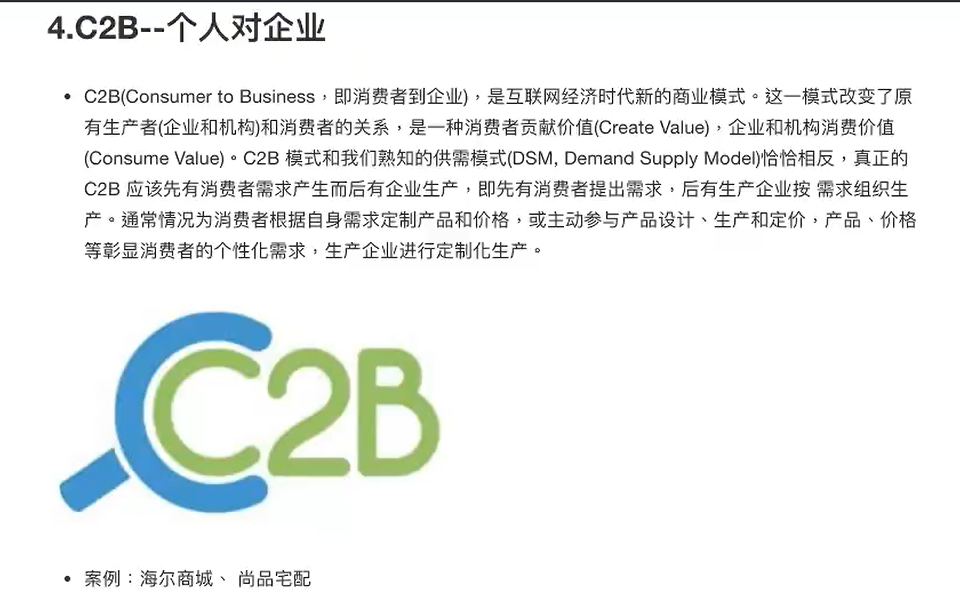 4.C2B--个人对企业
• C2B(Consumer to Business，即消费者到企业)，是互联网经济时代新的商业模式。这一模式改变了原
有生产者(企业和机构)和消费者的关系，是一种消费者贡献价值(Create Value)，企业和机构消费价值
(Consume Value)。C2B 模式和我们熟知的供需模式(DSM, Demand Supply Model)恰恰相反，真正的
C2B 应该先有消费者需求产生而后有企业生产，即先有消费者提出需求，后有生产企业按 需求组织生
产。通常情况为消费者根据自身需求定制产品和价格，或主动参与产品设计、生产和定价，产品、价格
等彰显消费者的个性化需求，生产企业进行定制化生产。
C2B
• 案例：海尔商城、 尚品宅配